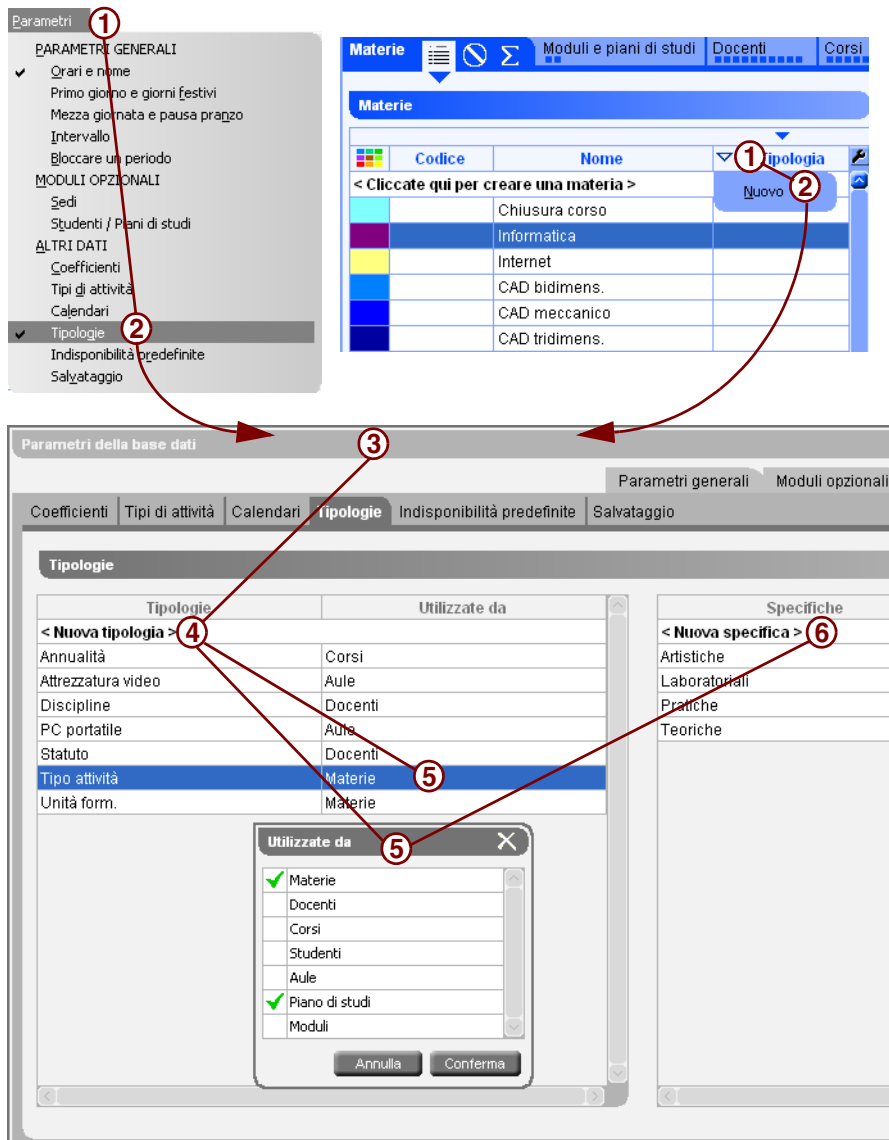 Parametri
1
PARAMETRI GENERALI
Orari e nome
Primo giorno e giorni festivi
Mezza giornata e pausa pranzo
Intervallo
Bloccare un periodo
MODULI OPZIONALI
Sedi
Studenti / Piani di studi
ALTRI DATI
Coefficienti
Tipi di attività
Calendari
Tipologie
2
Indisponibilità predefinite
Salvataggio
Materie
Σ
Moduli e piani di studi
Docenti
Corsi
Materie
Codice
Nome
1
Tipologia
< Cliccate qui per creare una materia >
Nuovo
2
Chiusura corso
Informatica
Internet
CAD bidimens.
CAD meccanico
CAD tridimens.
Parametri della base dati
3
Parametri generali
Moduli opzionali
Coefficienti
Tipi di attività
Calendari
Tipologie
Indisponibilità predefinite
Salvataggio
Tipologie
Tipologie
Utilizzate da
Specifiche
< Nuova tipologia >
4
< Nuova specifica >
6
Annualità
Corsi
Artistiche
Attrezzatura video
Aule
Laboratoriali
Discipline
Docenti
Pratiche
PC portatile
Aule
Teoriche
Statuto
Docenti
Tipo attività
Materie
5
Unità form.
Materie
Utilizzate da
5
Materie
Docenti
Corsi
Studenti
Aule
Piano di studi
Moduli
Annulla
Conferma